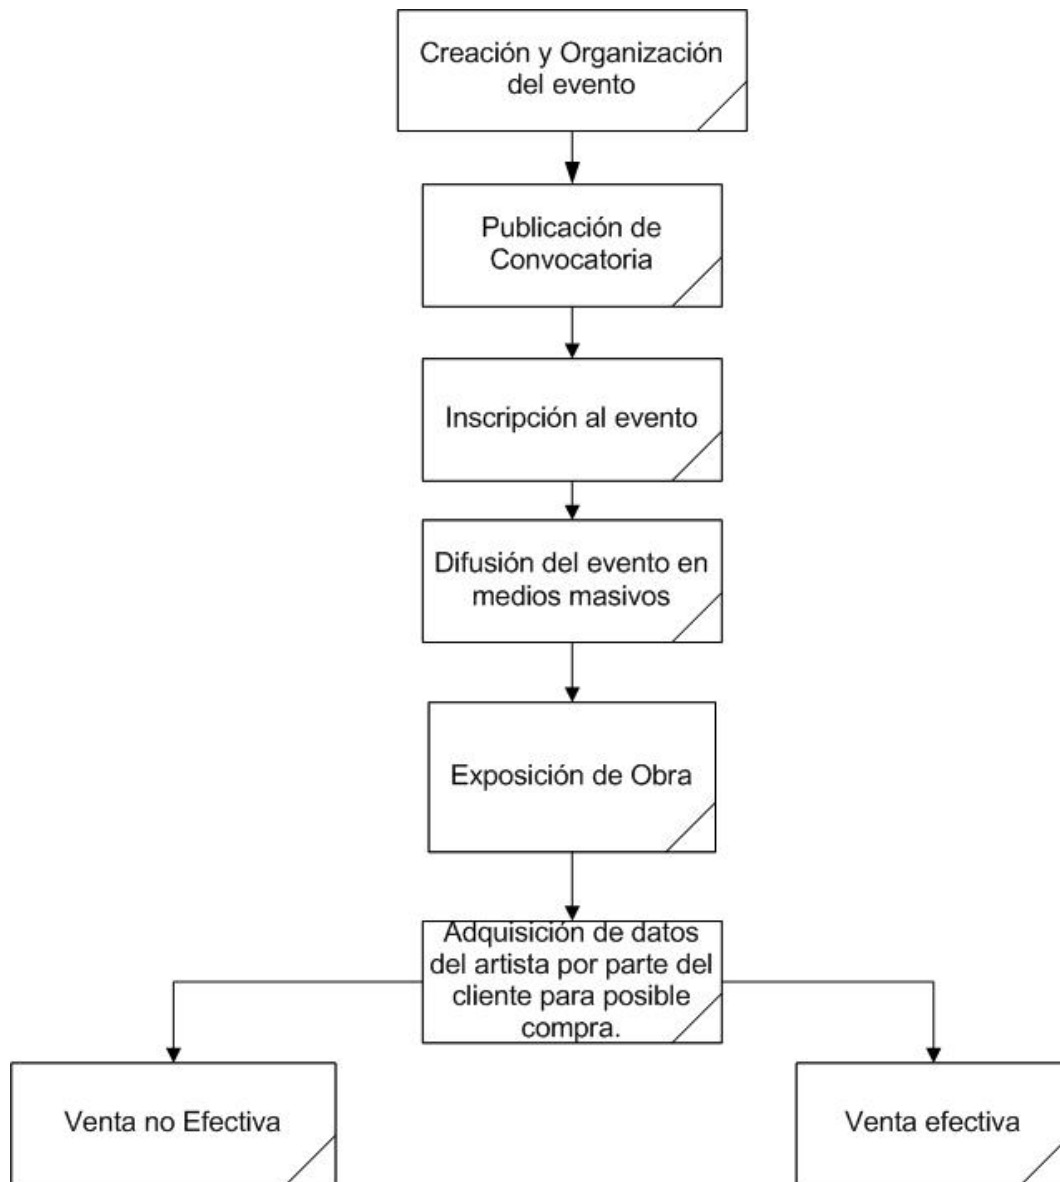 Creación y Organización
del evento
Publicación de
Convocatoria
Inscripción al evento
Difusión del evento en
medios masivos
Exposición de Obra
Adquisición de datos
del artista por parte del
cliente para posible
compra.
Venta no Efectiva
Venta efectiva